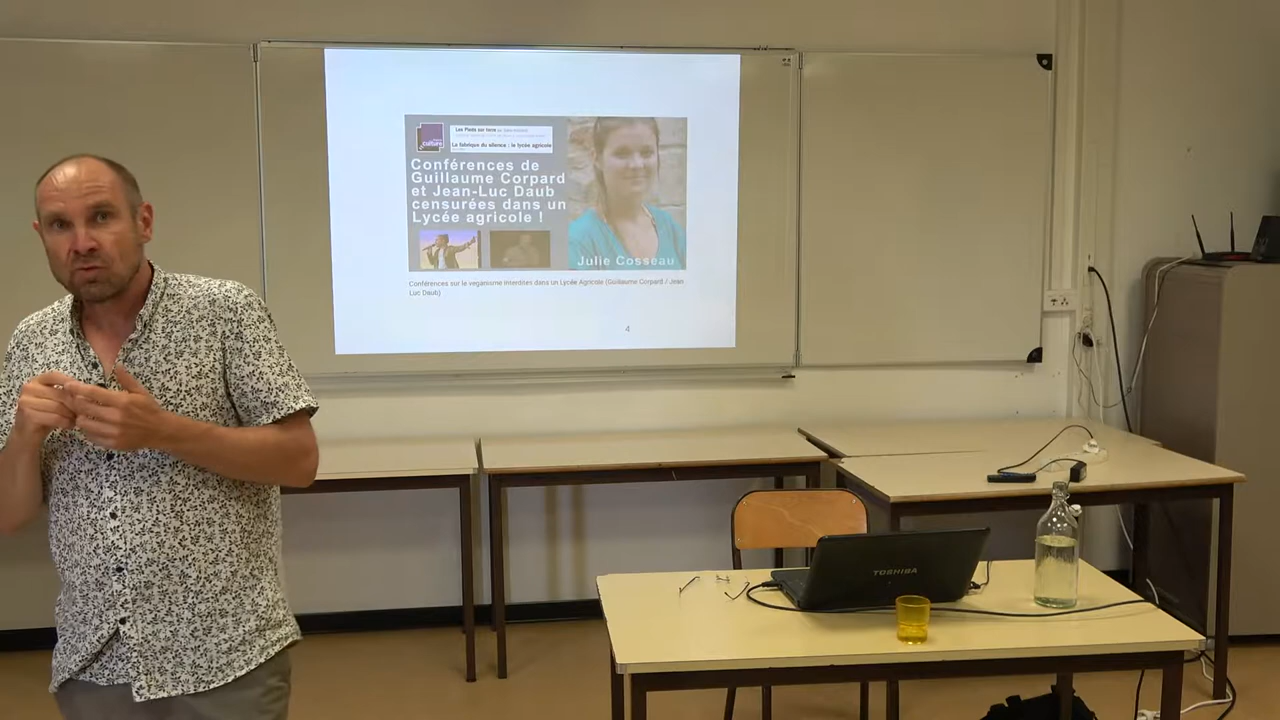 Les Pieds sur terre
culture
La fabrique du silence : le lycée agricole
Conférences de
Guillaume Corpard
et Jean-Luc Daub
censurées dans un
Lycée agricole !
Julie Cosseau
Conférences sur le véganisme interdites dans un Lycée Agricole (Guillaume Corpard / Jean
Luc Daub)
4
TOSHIBA